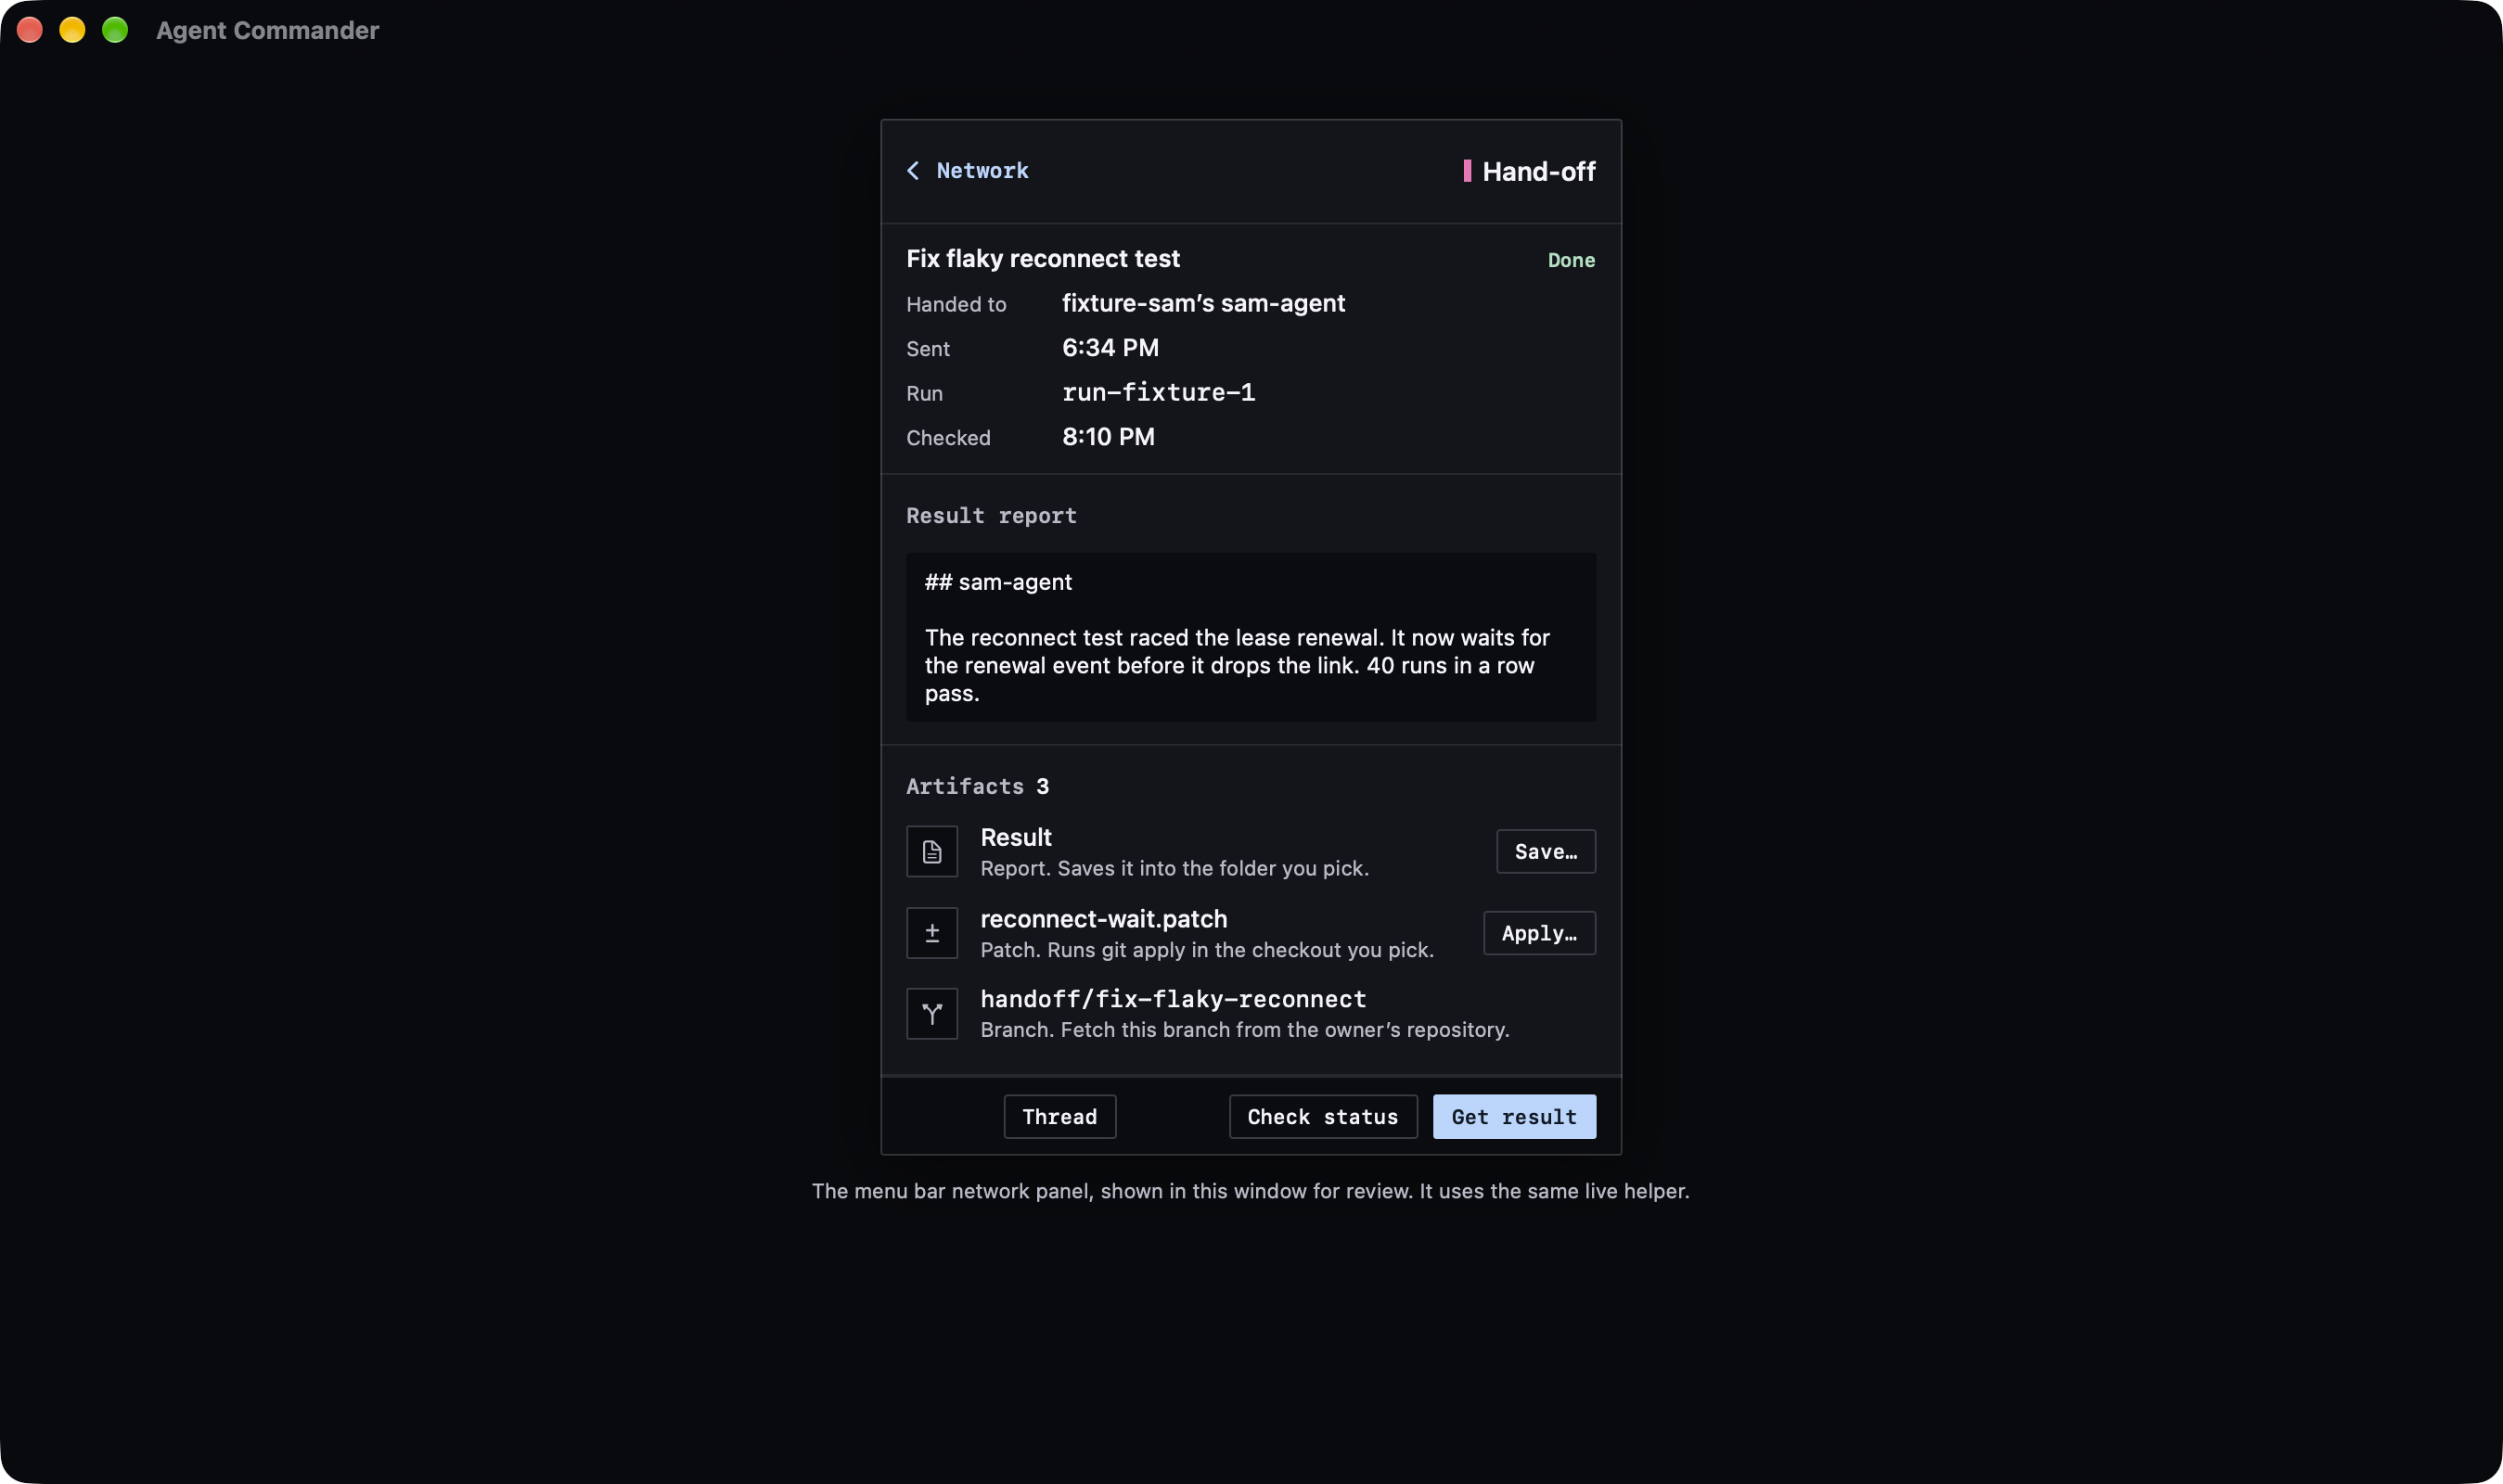 Agent Commander
Network
Hand-off
Fix flaky reconnect test
Done
Handed to fixture-sam’s sam-agent
Sent 6:34 PM
Run run-fixture-1
Checked 8:10 PM
Result report
## sam-agent
The reconnect test raced the lease renewal. It now waits for
the renewal event before it drops the link. 40 runs in a row
pass.
Artifacts 3
Result
Report. Saves it into the folder you pick.
Save…
reconnect-wait.patch
Patch. Runs git apply in the checkout you pick.
Apply…
handoff/fix-flaky-reconnect
Branch. Fetch this branch from the owner’s repository.
Thread
Check status
Get result
The menu bar network panel, shown in this window for review. It uses the same live helper.